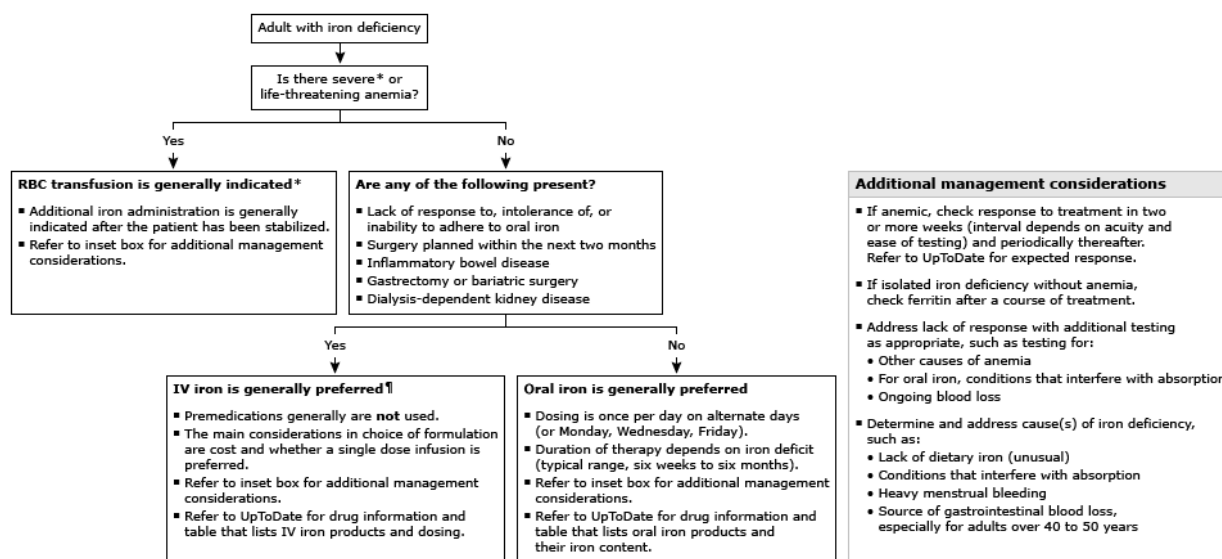 Adult with iron deficiency
Is there severe* or
life-threatening anemia?
Yes
No
RBC transfusion is generally indicated*
▪ Additional iron administration is generally
indicated after the patient has been stabilized.
▪ Refer to inset box for additional management
considerations.
Are any of the following present?
▪ Lack of response to, intolerance of, or
inability to adhere to oral iron
▪ Surgery planned within the next two months
▪ Inflammatory bowel disease
▪ Gastrectomy or bariatric surgery
▪ Dialysis-dependent kidney disease
Yes
No
IV iron is generally preferred¶
▪ Premedications generally are not used.
▪ The main considerations in choice of formulation
are cost and whether a single dose infusion is
preferred.
▪ Refer to inset box for additional management
considerations.
▪ Refer to UpToDate for drug information and
table that lists IV iron products and dosing.
Oral iron is generally preferred
▪ Dosing is once per day on alternate days
(or Monday, Wednesday, Friday).
▪ Duration of therapy depends on iron deficit
(typical range, six weeks to six months).
▪ Refer to inset box for additional management
considerations.
▪ Refer to UpToDate for drug information and
table that lists oral iron products and
their iron content.
Additional management considerations
▪ If anemic, check response to treatment in two
or more weeks (interval depends on acuity and
ease of testing) and periodically thereafter.
Refer to UpToDate for expected response.
▪ If isolated iron deficiency without anemia,
check ferritin after a course of treatment.
▪ Address lack of response with additional testing
as appropriate, such as testing for:
• Other causes of anemia
• For oral iron, conditions that interfere with absorption
• Ongoing blood loss
▪ Determine and address cause(s) of iron deficiency,
such as:
• Lack of dietary iron (unusual)
• Conditions that interfere with absorption
• Heavy menstrual bleeding
• Source of gastrointestinal blood loss,
especially for adults over 40 to 50 years